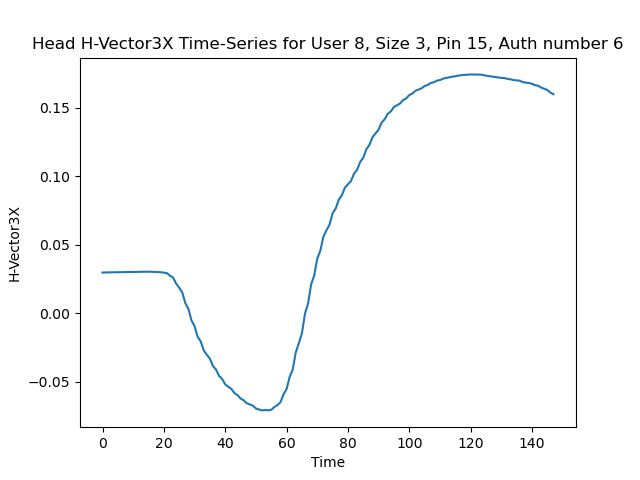 Head H-Vector3X Time-Series for User 8, Size 3, Pin 15, Auth number 6
H-Vector3X
0.15
0.10
0.05
0.00
−0.05
0 20 40 60 80 100 120 140
Time